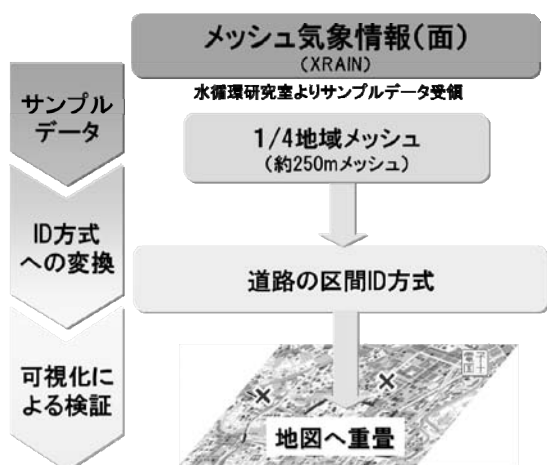 メッシュ気象情報(面)
(XRAIN)
水循環研究室よりサンプルデータ受領
サンプル
データ
1/4地域メッシュ
(約250mメッシュ)
ID方式
への変換
道路の区間ID方式
可視化に
よる検証
電子
国土
地図へ重畳